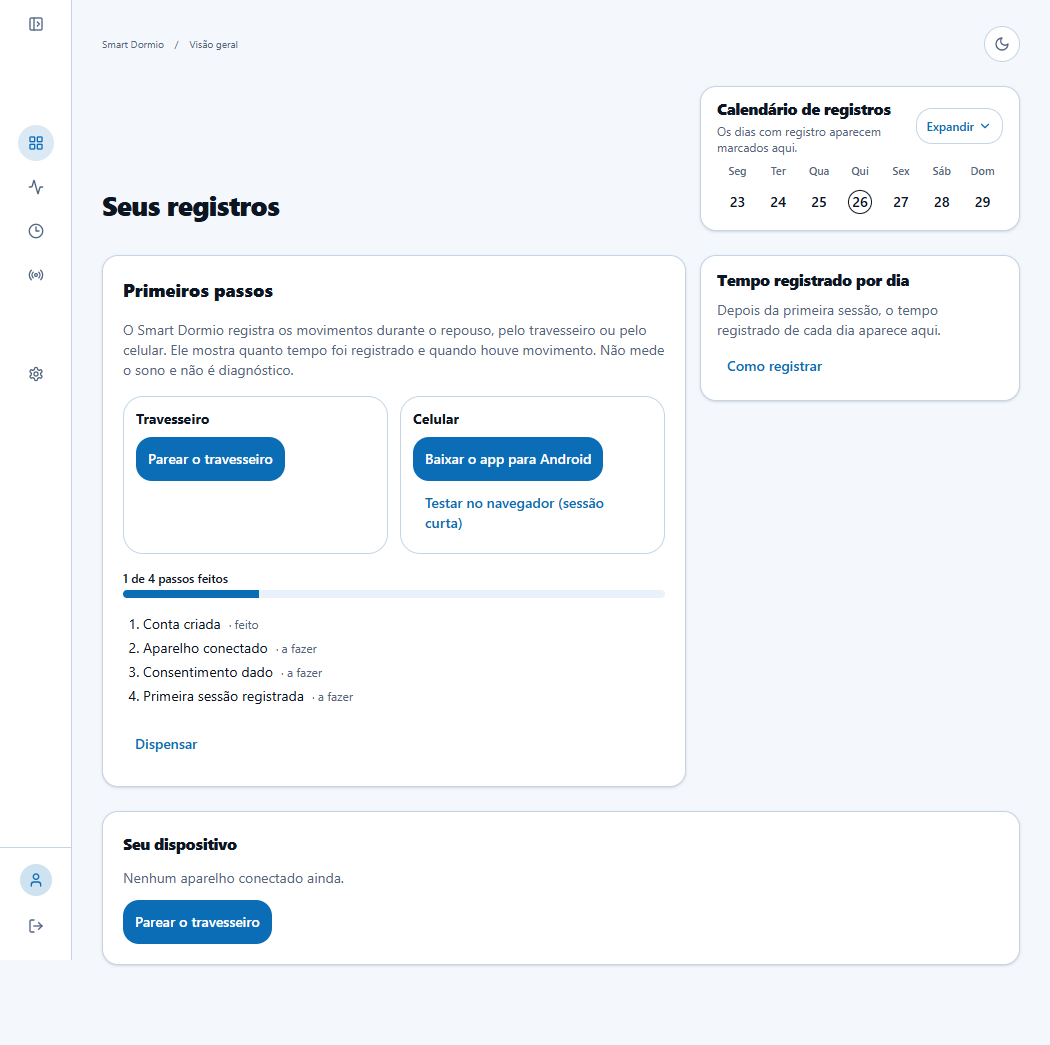 Smart Dormio / Visão geral
Calendário de registros
Os dias com registro aparecem
marcados aqui.
Expandir
Seg Ter Qua Qui Sex Sáb Dom
23 24 25 26 27 28 29
Seus registros
Primeiros passos
O Smart Dormio registra os movimentos durante o repouso, pelo travesseiro ou pelo
celular. Ele mostra quanto tempo foi registrado e quando houve movimento. Não mede
o sono e não é diagnóstico.
Travesseiro
Parear o travesseiro
Celular
Baixar o app para Android
Testar no navegador (sessão
curta)
1 de 4 passos feitos
1. Conta criada · feito
2. Aparelho conectado · a fazer
3. Consentimento dado · a fazer
4. Primeira sessão registrada · a fazer
Dispensar
Tempo registrado por dia
Depois da primeira sessão, o tempo
registrado de cada dia aparece aqui.
Como registrar
Seu dispositivo
Nenhum aparelho conectado ainda.
Parear o travesseiro